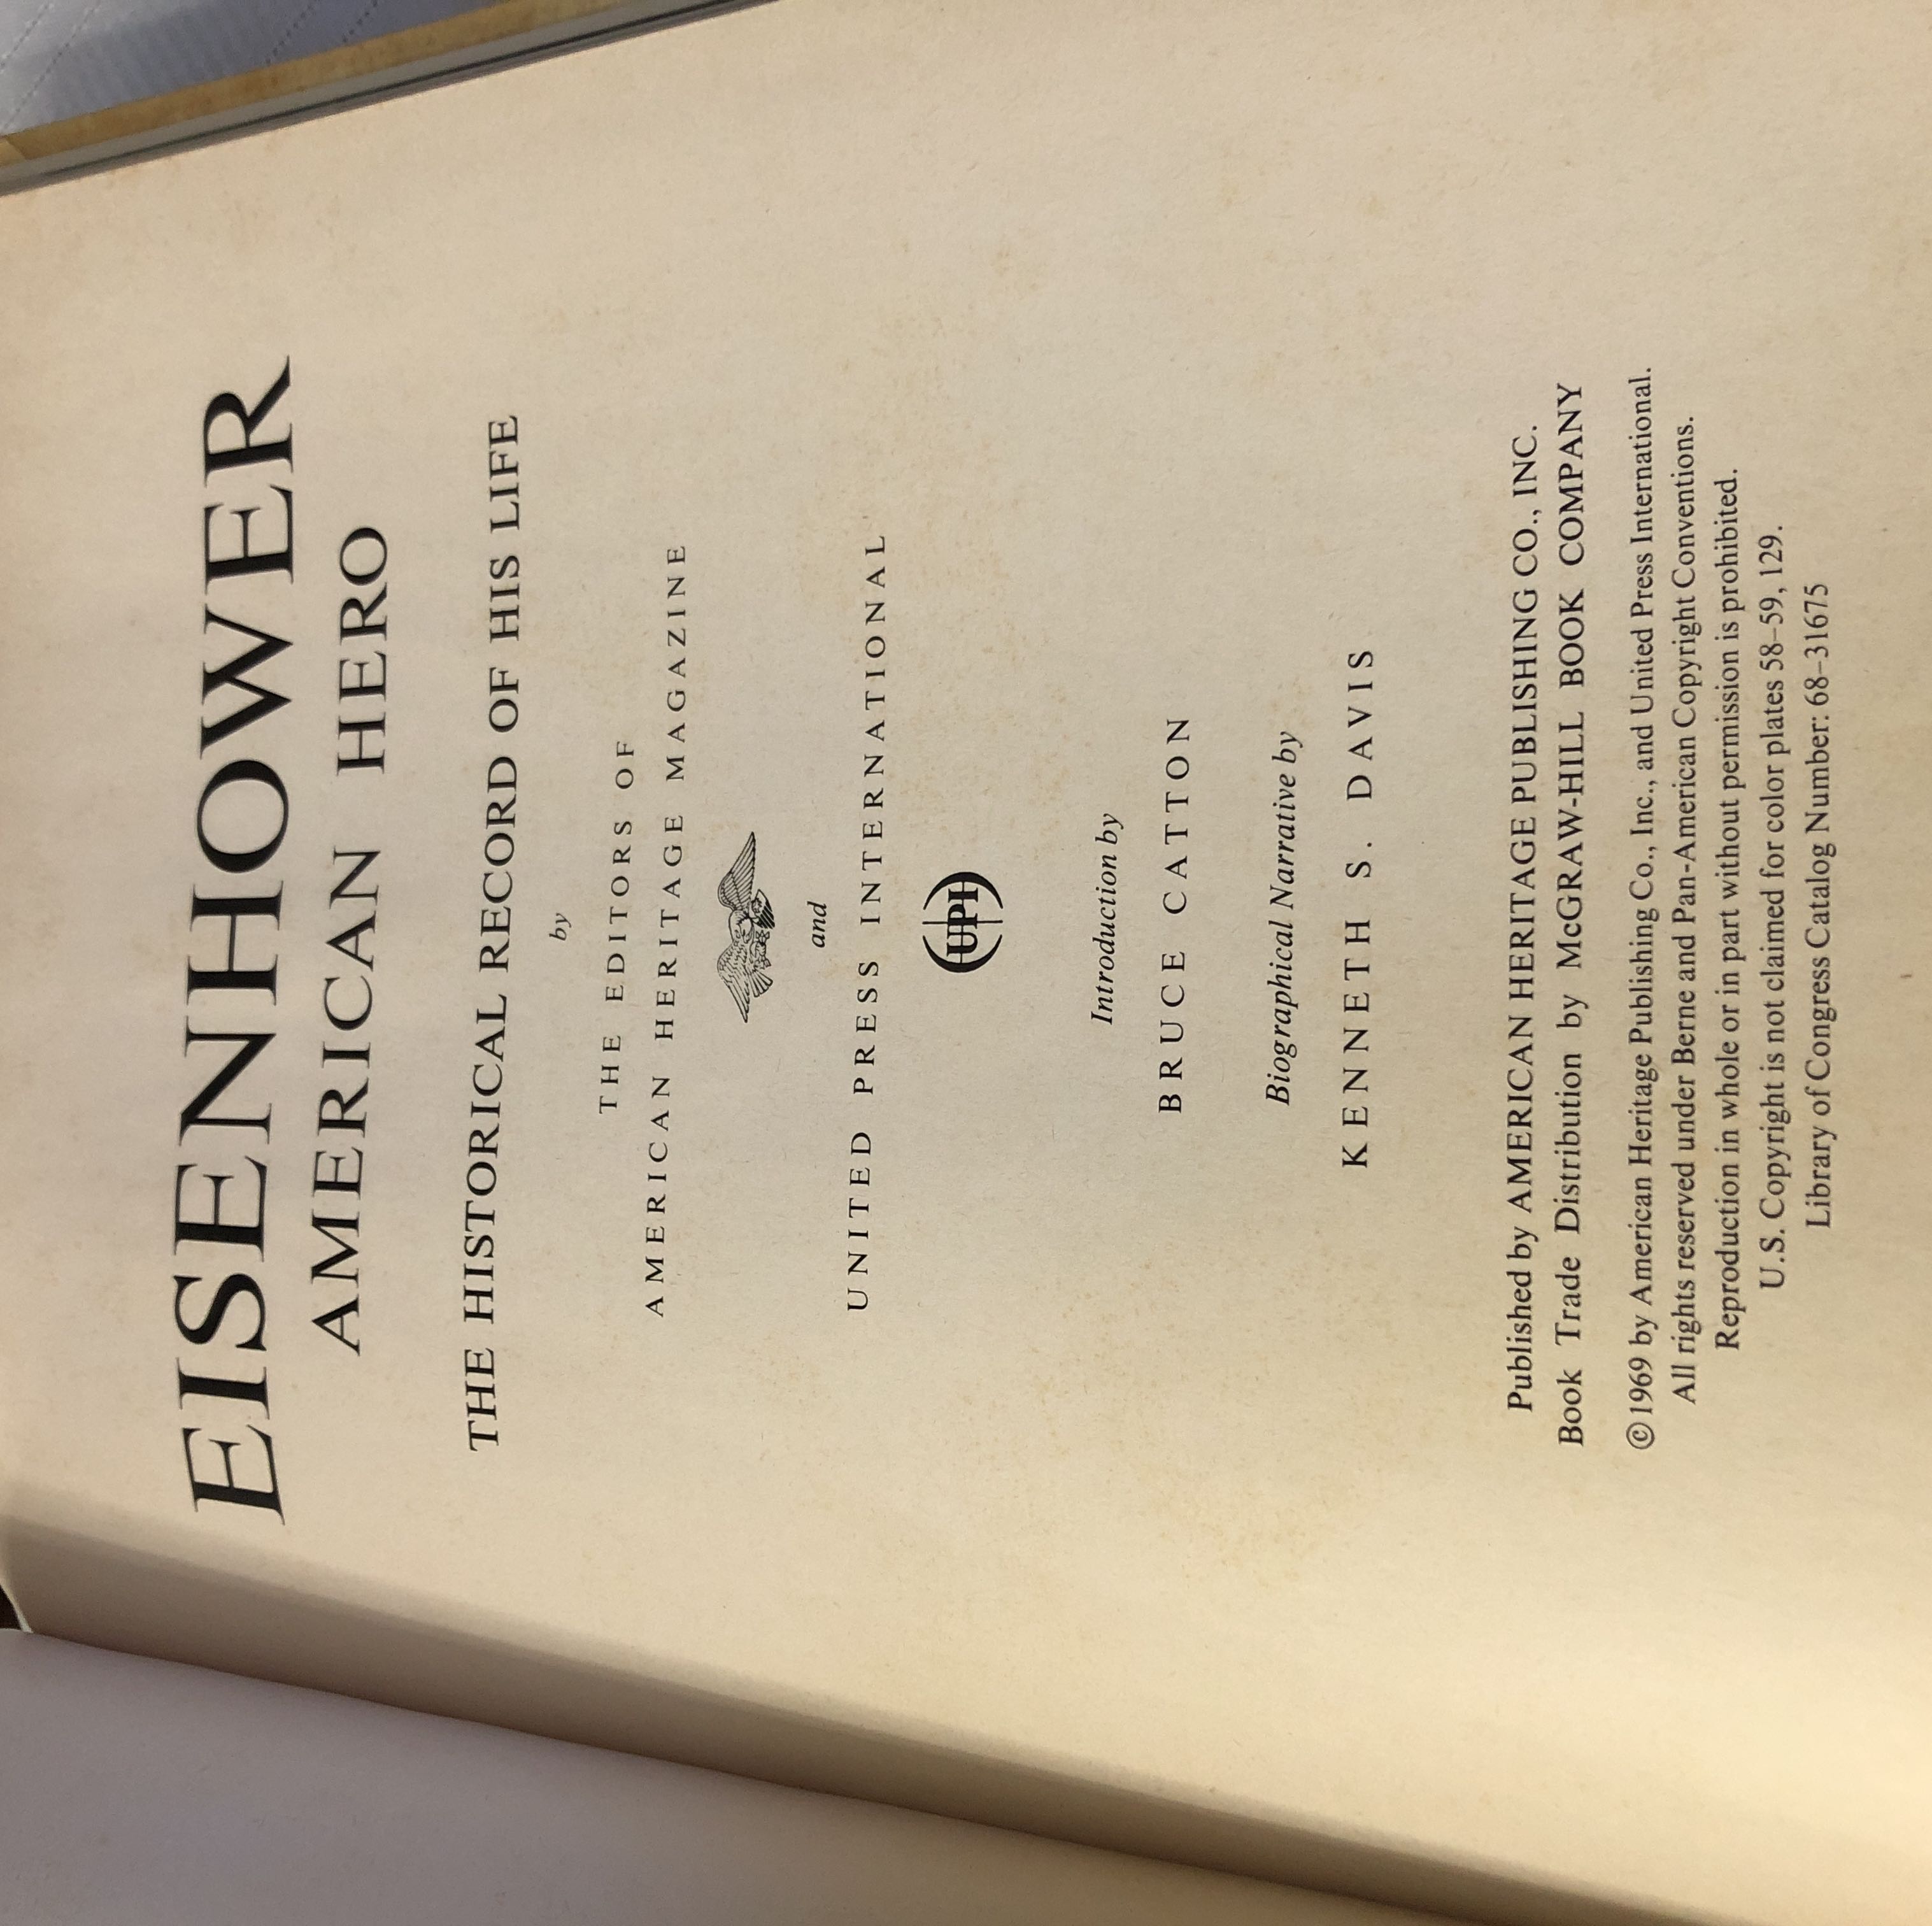 EISENHOWER
AMERICAN HERO
THE HISTORICAL RECORD OF HIS LIFE
by
THE EDITORS OF
AMERICAN HERITAGE MAGAZINE
and
UNITED PRESS INTERNATIONAL
UPI
Introduction by
BRUCE CATTON
Biographical Narrative by
KENNETH S. DAVIS
Published by AMERICAN HERITAGE PUBLISHING CO., INC.
Book Trade Distribution by McGRAW-HILL BOOK COMPANY
©1969 by American Heritage Publishing Co., Inc., and United Press International.
All rights reserved under Berne and Pan-American Copyright Conventions.
Reproduction in whole or in part without permission is prohibited.
U.S. Copyright is not claimed for color plates 58–59, 129.
Library of Congress Catalog Number: 68–31675